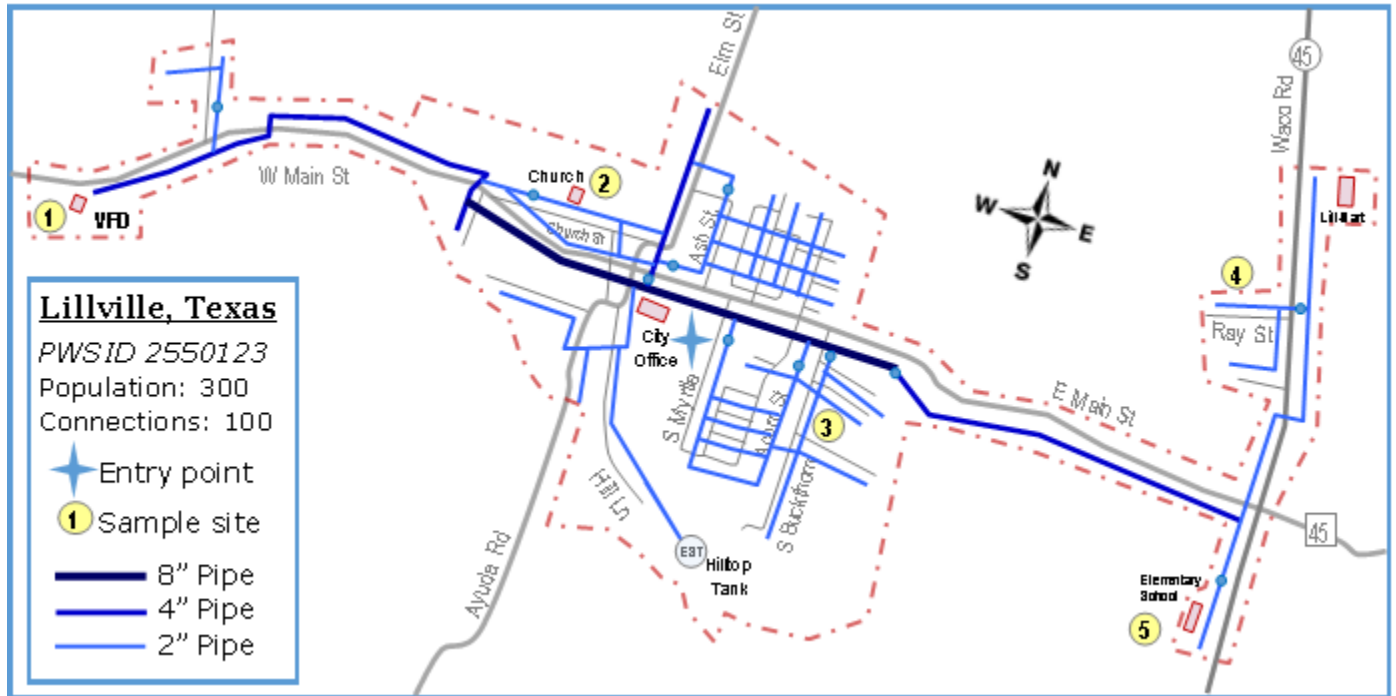 Elm St
45
Waco Rd
N
W
E
S
Church
2
W Main St
1
VFD
Church St
Ash St
4
Ray St
Lillville, Texas
PWSID 2550123
Population: 300
Connections: 100
Entry point
1 Sample site
8" Pipe
4" Pipe
2" Pipe
City
Office
S Myrtle
Acorn St
3
E Main St
Hill Ln
S Buckthorn
45
EST
Hilltop
Tank
Ayuda Rd
Elementary
School
5